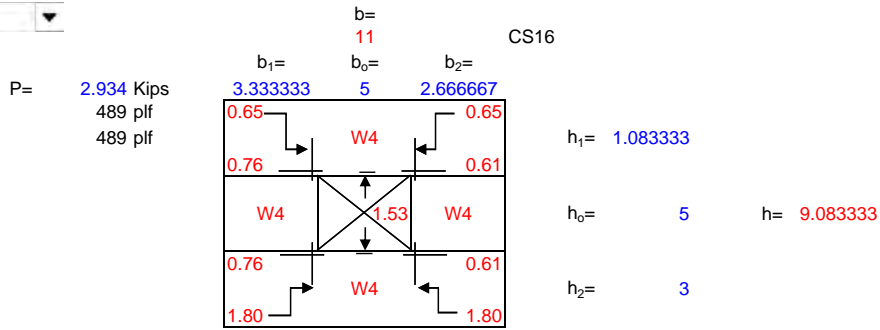 b=
11 CS16
b₁= bₒ= b₂=
P= 2.934 Kips 3.333333 5 2.666667
489 plf 0.65 0.65
489 plf W4 h₁= 1.083333
0.76 0.61
W4 1.53 W4 hₒ= 5 h= 9.083333
0.76 0.61
W4 h₂= 3
1.80 1.80